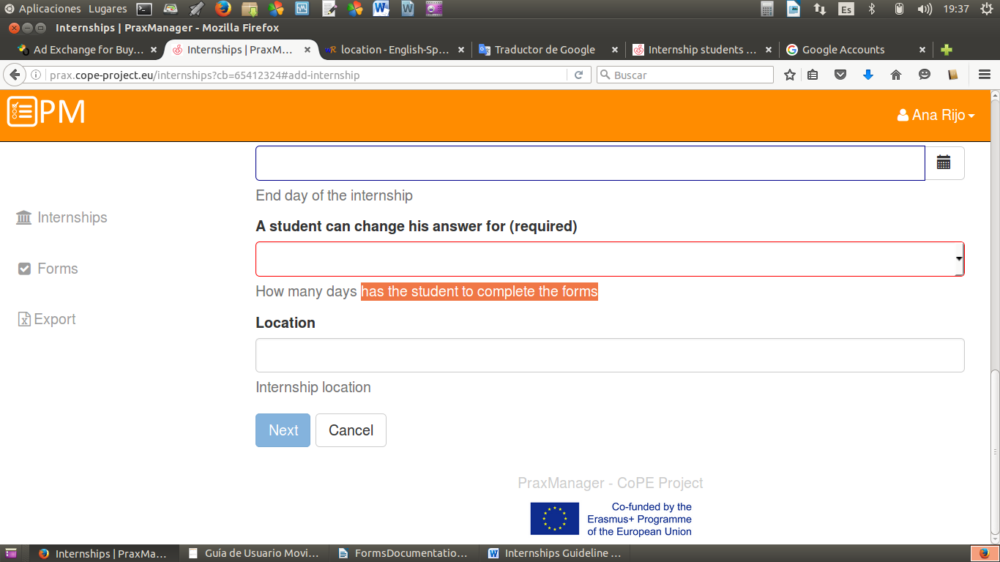 Aplicaciones Lugares Es 19:37
Internships | PraxManager - Mozilla Firefox
Ad Exchange for Buy... Internships | PraxM... location - English-Sp... Traductor de Google Internship students ... Google Accounts
prax.cope-project.eu/internships?cb=65412324#add-internship Buscar
PM Ana Rijo
End day of the internship
Internships
A student can change his answer for (required)
Forms
How many days has the student to complete the forms
Export
Location
Internship location
Next Cancel
PraxManager - CoPE Project
Co-funded by the
Erasmus+ Programme
of the European Union
Internships | PraxMa... Guía de Usuario Movi... FormsDocumentatio... Internships Guideline ...